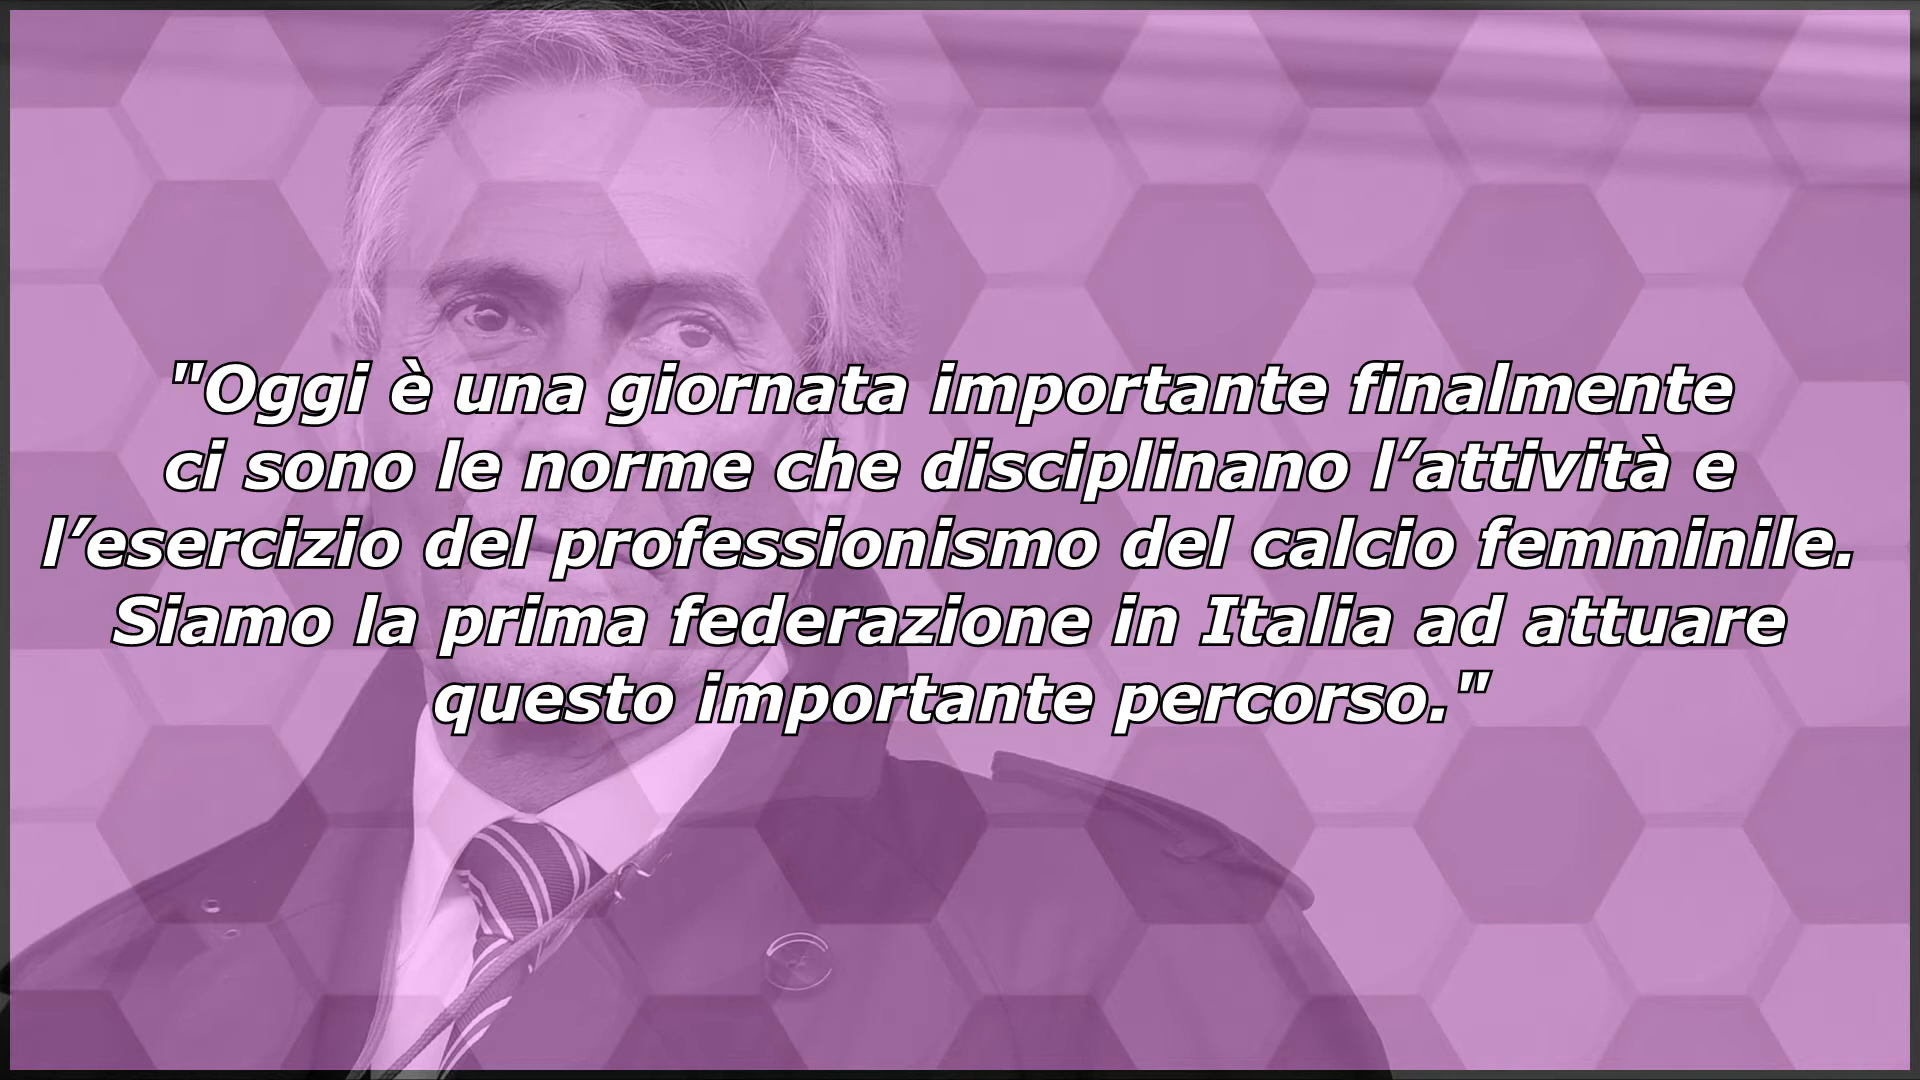 "Oggi è una giornata importante finalmente
ci sono le norme che disciplinano l’attività e
l’esercizio del professionismo del calcio femminile.
Siamo la prima federazione in Italia ad attuare
questo importante percorso."